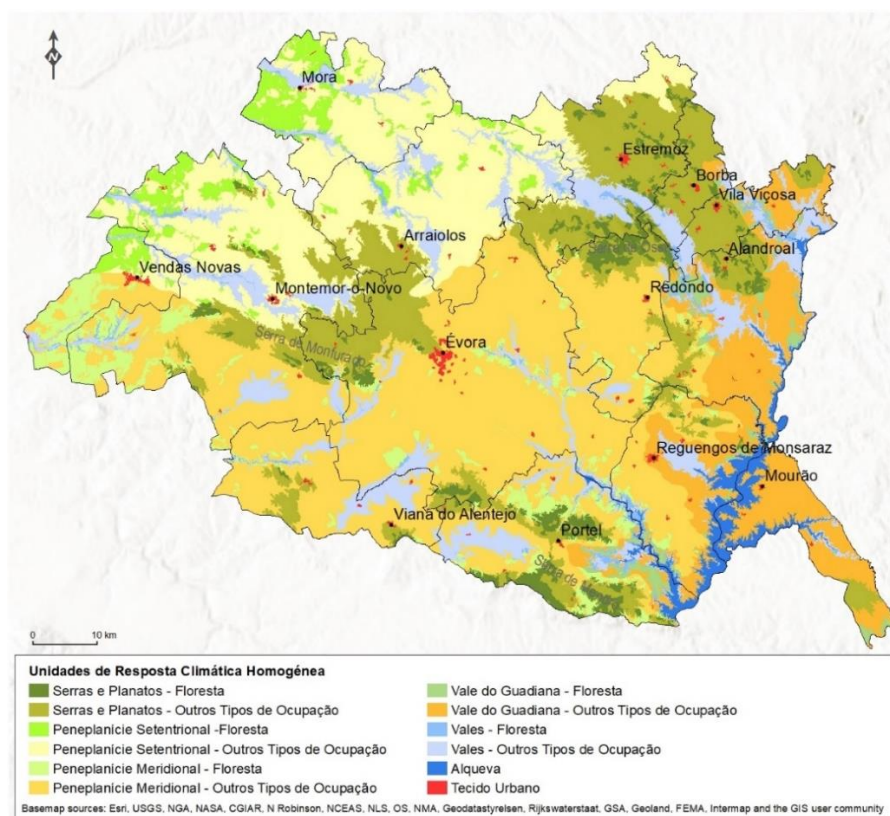 N
Mora
Estremoz
Borba
Vila Viçosa
Arraiolos
Alandroal
Vendas Novas
Montemor-o-Novo
Redondo
Serra de Monfurado
Évora
Reguengos de Monsaraz
Mourão
Viana do Alentejo
Portel
Serra de
0 10 km
Unidades de Resposta Climática Homogénea
Serras e Planatos - Floresta
Serras e Planatos - Outros Tipos de Ocupação
Peneplanície Setentrional -Floresta
Peneplanície Setentrional - Outros Tipos de Ocupação
Peneplanície Meridional - Floresta
Peneplanície Meridional - Outros Tipos de Ocupação
Vale do Guadiana - Floresta
Vale do Guadiana - Outros Tipos de Ocupação
Vales - Floresta
Vales - Outros Tipos de Ocupação
Alqueva
Tecido Urbano
Basemap sources: Esri, USGS, NGA, NASA, CGIAR, N Robinson, NCEAS, NLS, OS, NMA, Geodatastyrelsen, Rijkswaterstaat, GSA, Geoland, FEMA, Intermap and the GIS user community